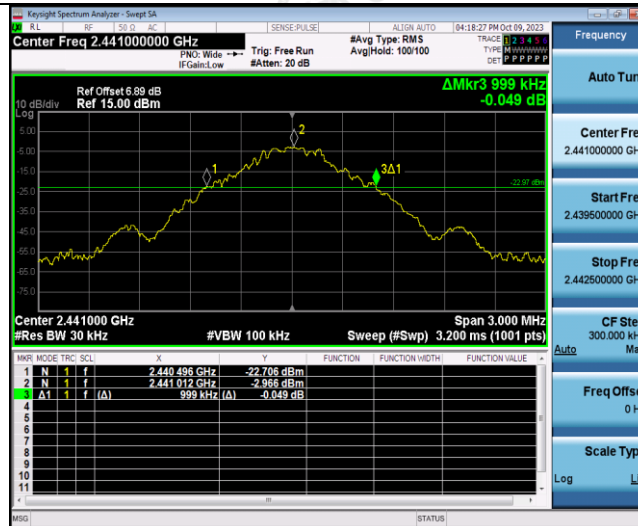 Keysight Spectrum Analyzer - Swept SA
RL RF 50 Ω AC SENSE:PULSE ALIGN AUTO 04:18:27 PM Oct 09, 2023
Center Freq 2.441000000 GHz
PNO: Wide
IFGain:Low
Trig: Free Run
#Atten: 20 dB
#Avg Type: RMS
Avg|Hold: 100/100
TRACE 1 2 3 4 5 6
TYPE M
DET P P P P P P
Ref Offset 6.89 dB
Ref 15.00 dBm
10 dB/div
Log
ΔMkr3 999 kHz
-0.049 dB
5.00
-5.00
-15.0
-25.0
-35.0
-45.0
-55.0
-65.0
-75.0
1
2
3Δ1
-22.97 dBm
Center 2.441000 GHz
#Res BW 30 kHz
#VBW 100 kHz
Span 3.000 MHz
Sweep (#Swp) 3.200 ms (1001 pts)
MKR MODE TRC SCL X Y FUNCTION FUNCTION WIDTH FUNCTION VALUE
1 N 1 f 2.440 496 GHz -22.706 dBm
2 N 1 f 2.441 012 GHz -2.966 dBm
3 Δ1 1 f (Δ) 999 kHz (Δ) -0.049 dB
4
5
6
7
8
9
10
11
MSG
STATUS
Frequency
Auto Tun
Center Fre
2.441000000 GH
Start Fre
2.439500000 GH
Stop Fre
2.442500000 GH
CF Ste
300.000 kH
Auto Ma
Freq Offse
0 H
Scale Typ
Log Li